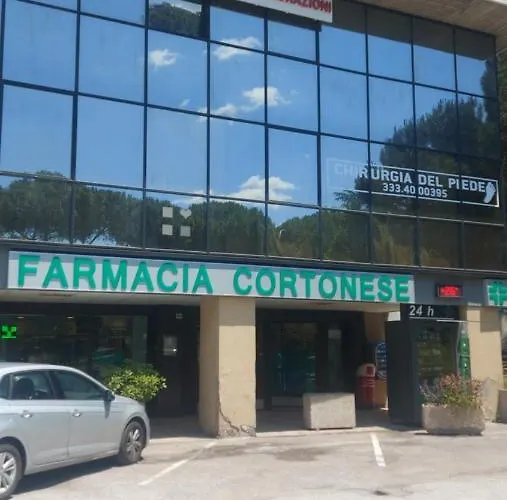 CHIRURGIA DEL PIEDE
333.40 00395
FARMACIA CORTONESE
24 h